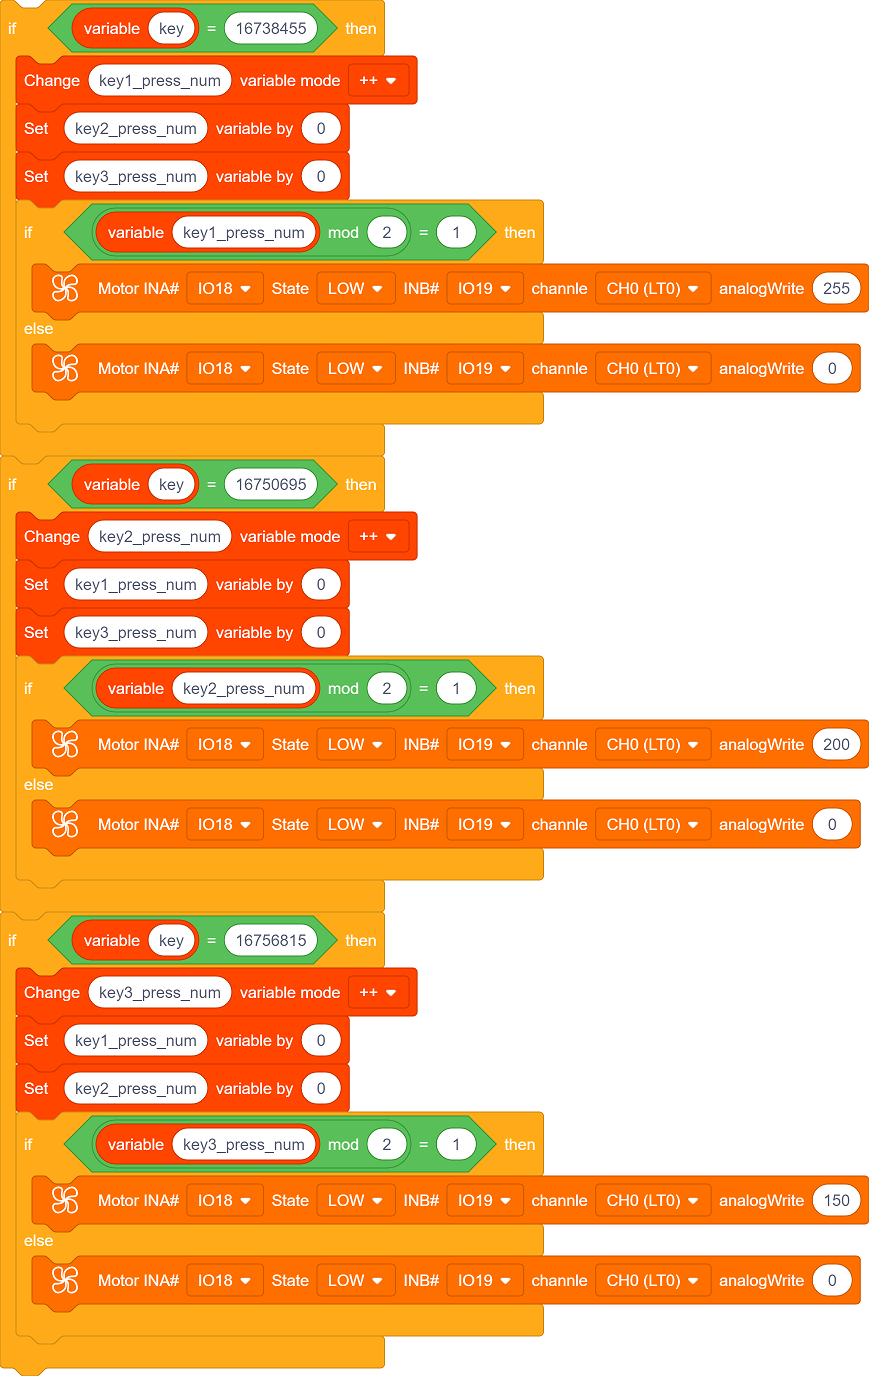 if variable key = 16738455 then
Change key1_press_num variable mode ++
Set key2_press_num variable by 0
Set key3_press_num variable by 0
if variable key1_press_num mod 2 = 1 then
Motor INA# IO18 State LOW INB# IO19 channle CH0 (LT0) analogWrite 255
else
Motor INA# IO18 State LOW INB# IO19 channle CH0 (LT0) analogWrite 0
if variable key = 16750695 then
Change key2_press_num variable mode ++
Set key1_press_num variable by 0
Set key3_press_num variable by 0
if variable key2_press_num mod 2 = 1 then
Motor INA# IO18 State LOW INB# IO19 channle CH0 (LT0) analogWrite 200
else
Motor INA# IO18 State LOW INB# IO19 channle CH0 (LT0) analogWrite 0
if variable key = 16756815 then
Change key3_press_num variable mode ++
Set key1_press_num variable by 0
Set key2_press_num variable by 0
if variable key3_press_num mod 2 = 1 then
Motor INA# IO18 State LOW INB# IO19 channle CH0 (LT0) analogWrite 150
else
Motor INA# IO18 State LOW INB# IO19 channle CH0 (LT0) analogWrite 0